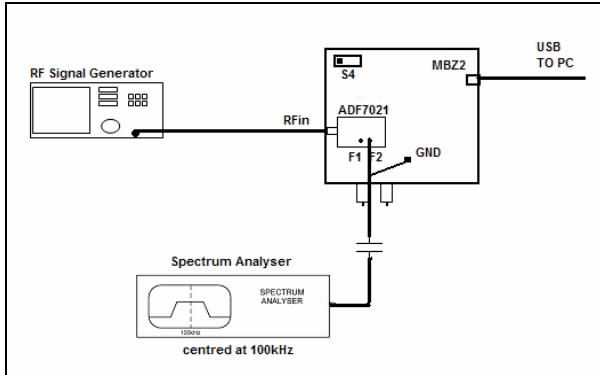 USB
TO PC
RF Signal Generator
S4
MBZ2
ADF7021
RFin
F1 F2
GND
Spectrum Analyser
SPECTRUM
ANALYSER
100kHz
centred at 100kHz